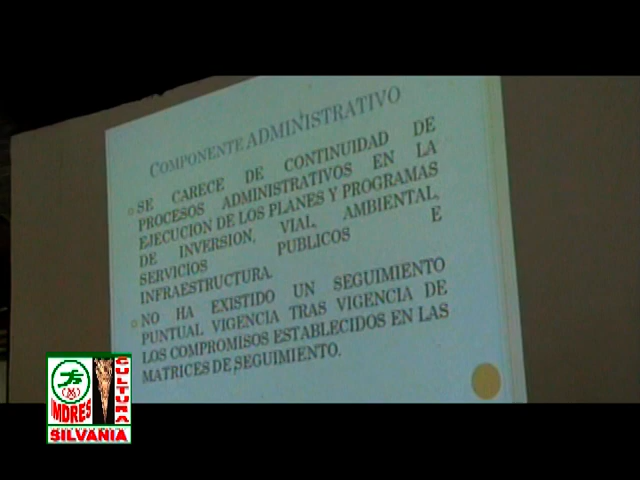 COMPONENTE ADMINISTRATIVO
SE CARECE DE CONTINUIDAD DE
PROCESOS ADMINISTRATIVOS EN LA
EJECUCION DE LOS PLANES Y PROGRAMAS
DE INVERSION, VIAL, AMBIENTAL,
SERVICIOS PUBLICOS E
INFRAESTRUCTURA.
NO HA EXISTIDO UN SEGUIMIENTO
PUNTUAL VIGENCIA TRAS VIGENCIA DE
LOS COMPROMISOS ESTABLECIDOS EN LAS
MATRICES DE SEGUIMIENTO.
IMDRES
CULTURA
SILVANIA